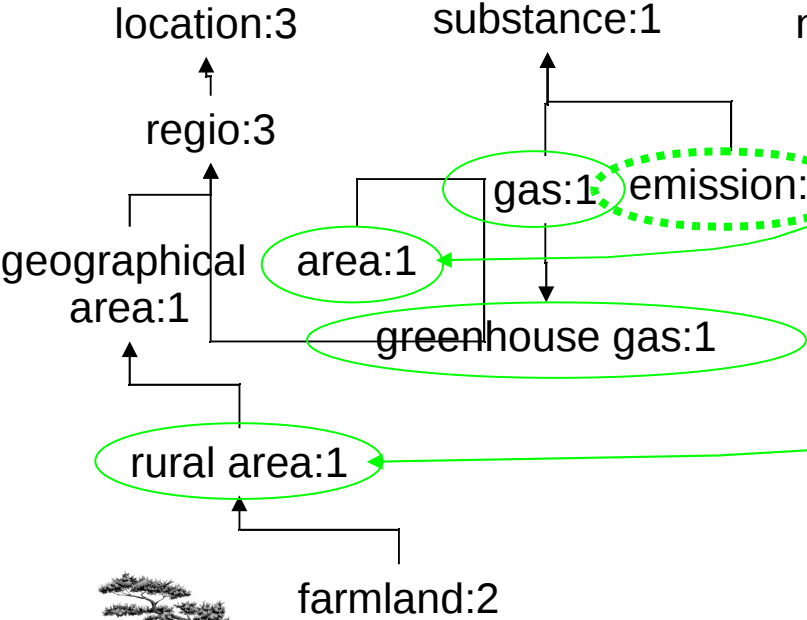 location:3
substance:1
regio:3
gas:1
emission:
geographical
area:1
area:1
greenhouse gas:1
rural area:1
farmland:2